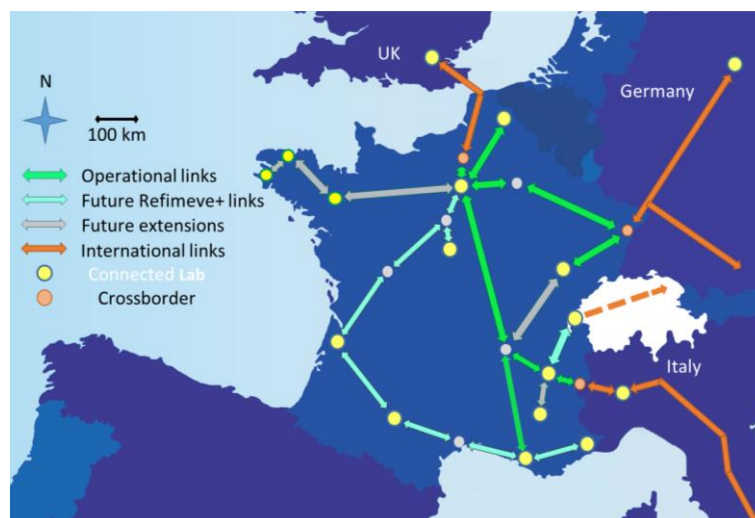 UK
Germany
N
100 km
Operational links
Future Refimeve+ links
Future extensions
International links
Connected Lab
Crossborder
Italy